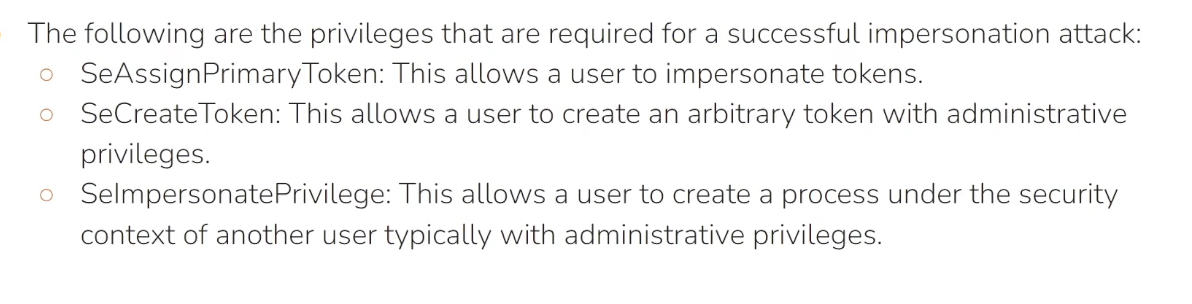 The following are the privileges that are required for a successful impersonation attack:
○ SeAssignPrimaryToken: This allows a user to impersonate tokens.
○ SeCreateToken: This allows a user to create an arbitrary token with administrative
privileges.
○ SeImpersonatePrivilege: This allows a user to create a process under the security
context of another user typically with administrative privileges.